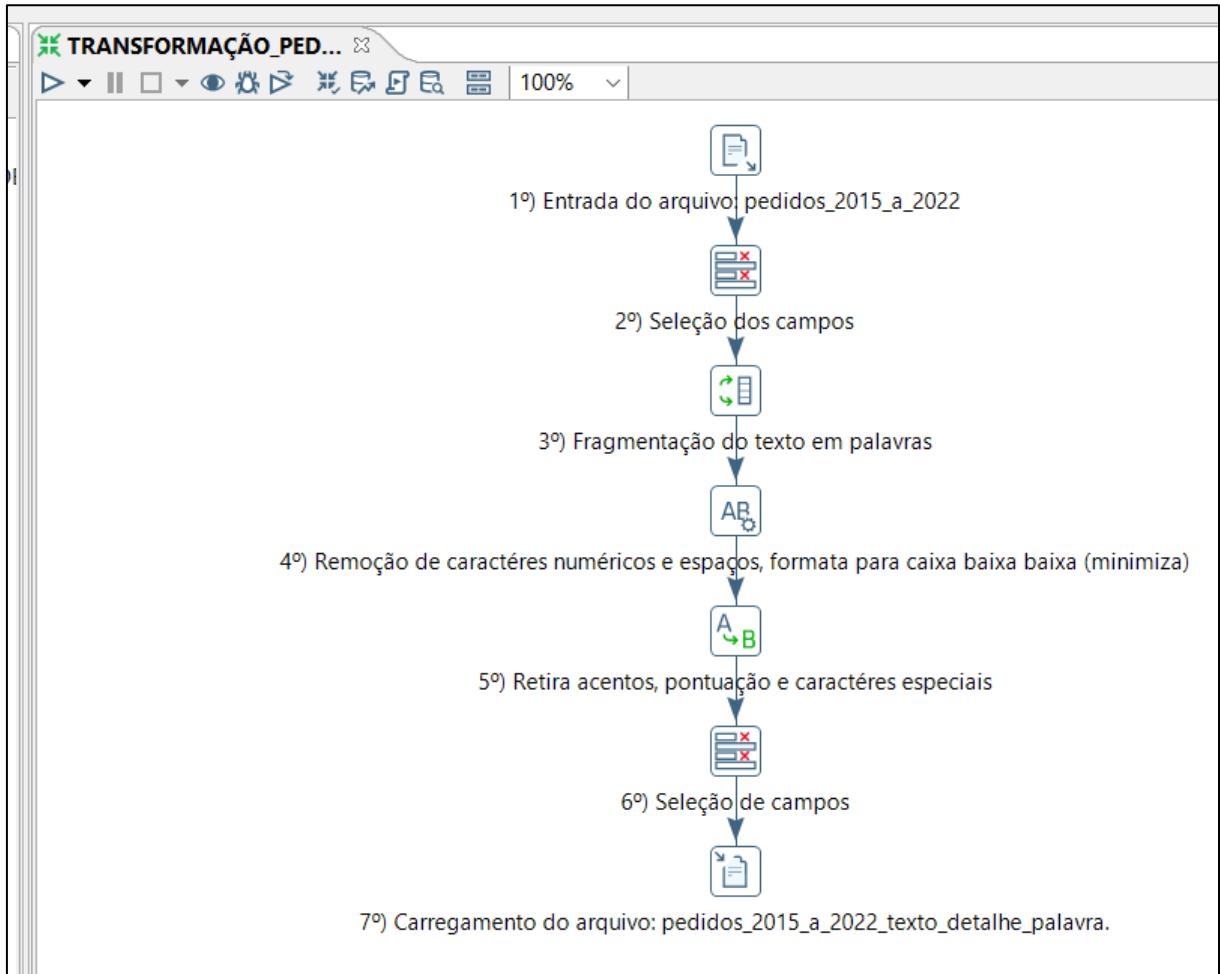 TRANSFORMAÇÃO_PED...
100%
1º) Entrada do arquivo: pedidos_2015_a_2022
2º) Seleção dos campos
3º) Fragmentação do texto em palavras
AB
4º) Remoção de caractéres numéricos e espaços, formata para caixa baixa baixa (minimiza)
A B
5º) Retira acentos, pontuação e caractéres especiais
6º) Seleção de campos
7º) Carregamento do arquivo: pedidos_2015_a_2022_texto_detalhe_palavra.